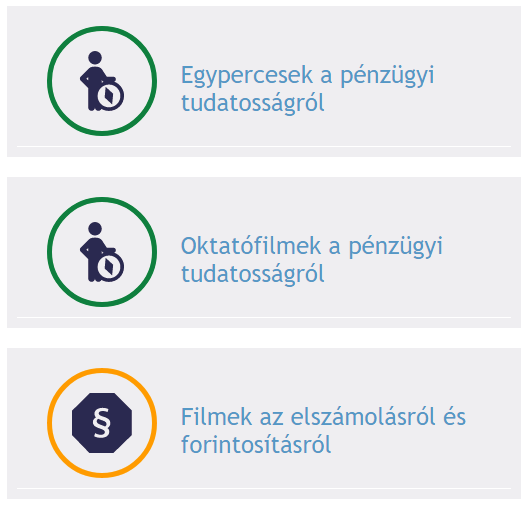 Egypercesek a pénzügyi
tudatosságról
Oktatófilmek a pénzügyi
tudatosságról
§
Filmek az elszámolásról és
forintosításról